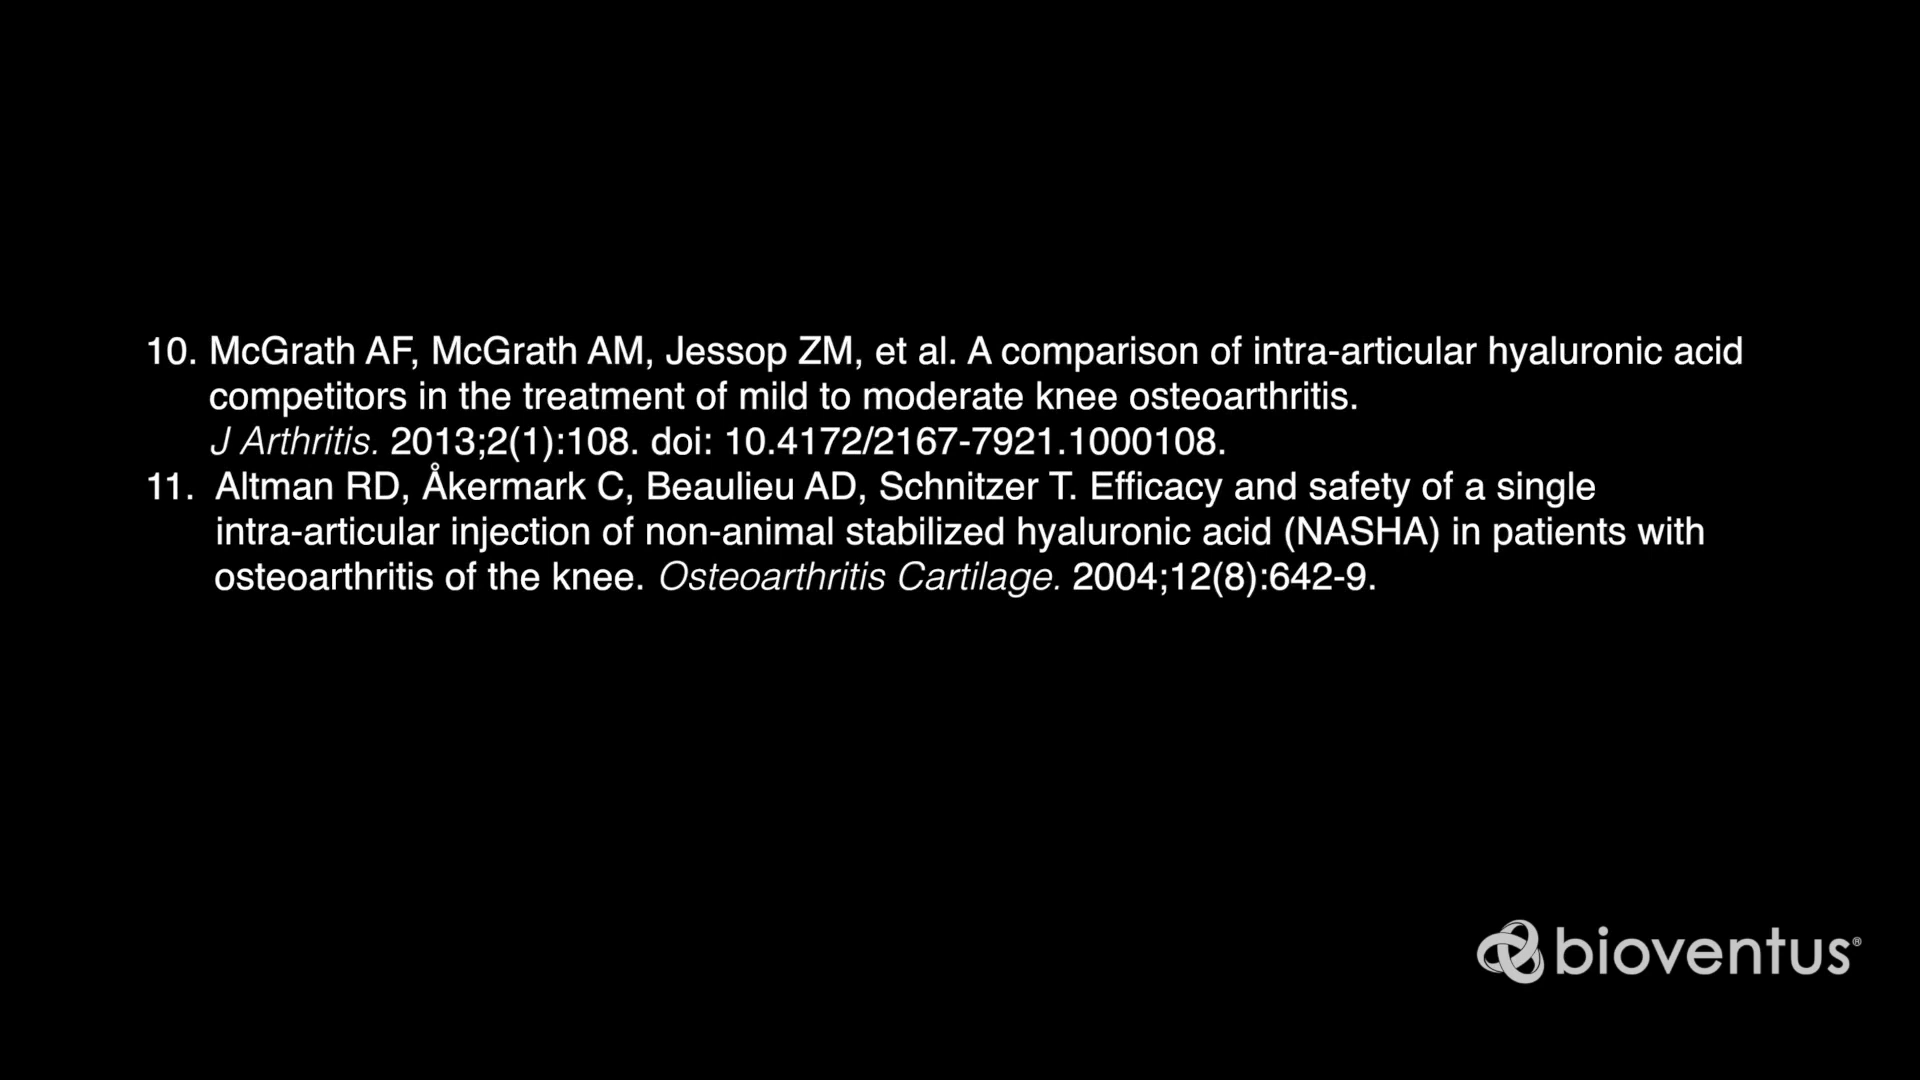 10. McGrath AF, McGrath AM, Jessop ZM, et al. A comparison of intra-articular hyaluronic acid
competitors in the treatment of mild to moderate knee osteoarthritis.
J Arthritis. 2013;2(1):108. doi: 10.4172/2167-7921.1000108.
11. Altman RD, Åkermark C, Beaulieu AD, Schnitzer T. Efficacy and safety of a single
intra-articular injection of non-animal stabilized hyaluronic acid (NASHA) in patients with
osteoarthritis of the knee. Osteoarthritis Cartilage. 2004;12(8):642-9.
bioventus®